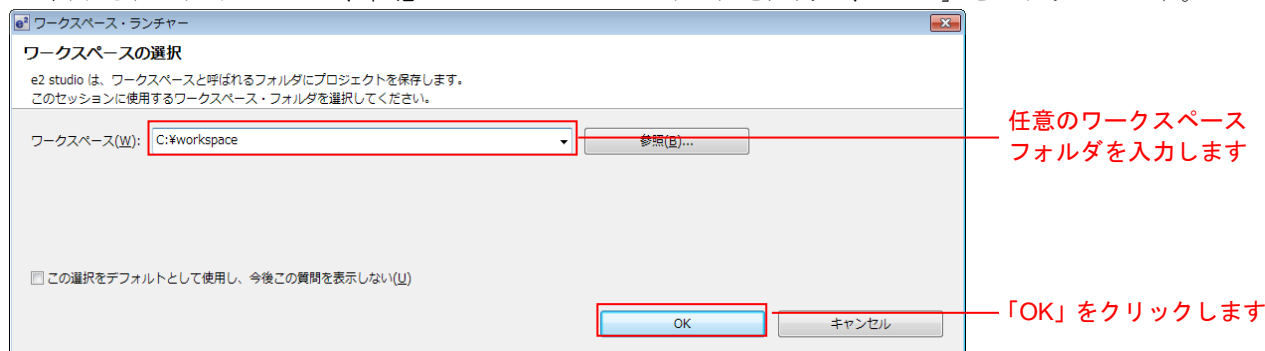 e² ワークスペース・ランチャー
ワークスペースの選択
e2 studio は、ワークスペースと呼ばれるフォルダにプロジェクトを保存します。
このセッションに使用するワークスペース・フォルダを選択してください。
ワークスペース(W): C:¥workspace 参照(B)...
任意のワークスペース
フォルダを入力します
この選択をデフォルトとして使用し、今後この質問を表示しない(U)
OK キャンセル
「OK」をクリックします